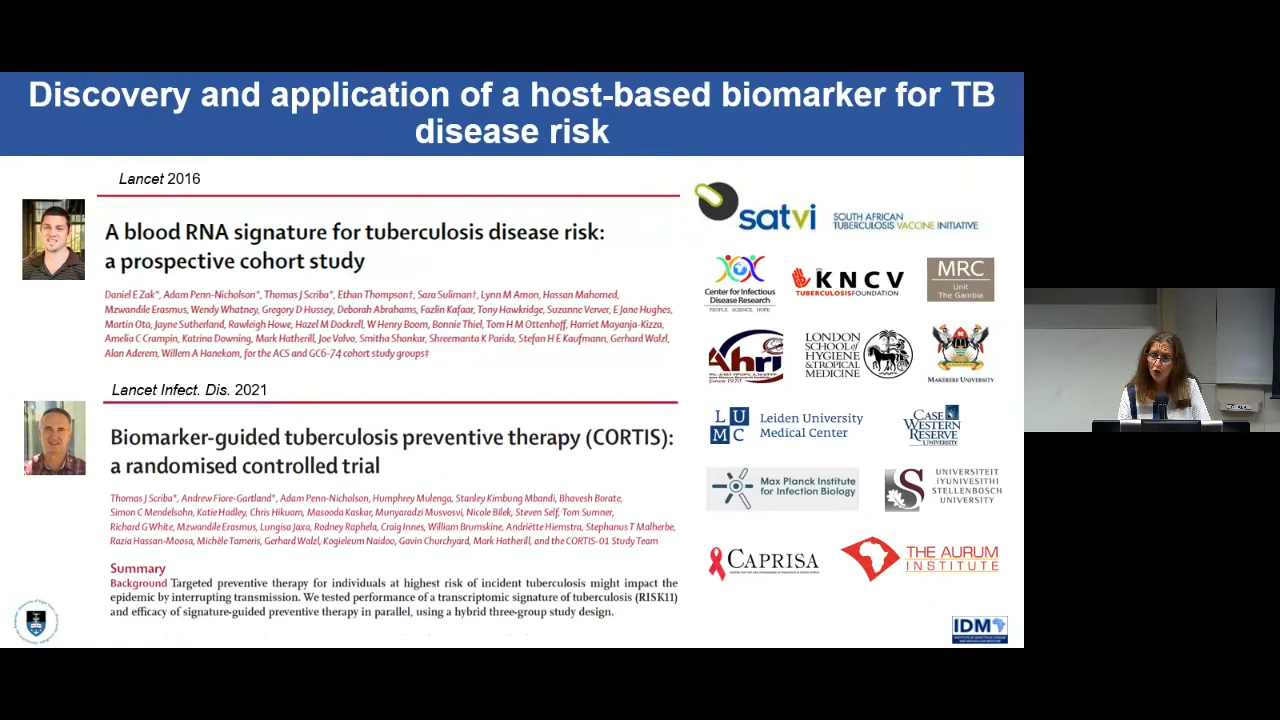 Discovery and application of a host-based biomarker for TB
disease risk
Lancet 2016
A blood RNA signature for tuberculosis disease risk:
a prospective cohort study
Daniel E Zak*, Adam Penn-Nicholson*, Thomas J Scriba*, Ethan Thompson†, Sara Suliman†, Lynn M Amon, Hassan Mahomed,
Mzwandile Erasmus, Wendy Whatney, Gregory D Hussey, Deborah Abrahams, Fazlin Kafaar, Tony Hawkridge, Suzanne Verver, E Jane Hughes,
Martin Ota, Jayne Sutherland, Rawleigh Howe, Hazel M Dockrell, W Henry Boom, Bonnie Thiel, Tom H M Ottenhoff, Harriet Mayanja-Kizza,
Amelia C Crampin, Katrina Downing, Mark Hatherill, Joe Valvo, Smitha Shankar, Shreemanta K Parida, Stefan H E Kaufmann, Gerhard Walzl,
Alan Aderem, Willem A Hanekom, for the ACS and GC6-74 cohort study groups‡
Lancet Infect. Dis. 2021
Biomarker-guided tuberculosis preventive therapy (CORTIS):
a randomised controlled trial
Thomas J Scriba*, Andrew Fiore-Gartland*, Adam Penn-Nicholson, Humphrey Mulenga, Stanley Kimbung Mbandi, Bhavesh Borate,
Simon C Mendelsohn, Katie Hadley, Chris Hikuam, Masooda Kaskar, Munyaradzi Musvosvi, Nicole Bilek, Steven Self, Tom Sumner,
Richard G White, Mzwandile Erasmus, Lungisa Jaxa, Rodney Raphela, Craig Innes, William Brumskine, Andriëtte Hiemstra, Stephanus T Malherbe,
Razia Hassan-Moosa, Michèle Tameris, Gerhard Walzl, Kogieleum Naidoo, Gavin Churchyard, Mark Hatherill, and the CORTIS-01 Study Team
Summary
Background Targeted preventive therapy for individuals at highest risk of incident tuberculosis might impact the
epidemic by interrupting transmission. We tested performance of a transcriptomic signature of tuberculosis (RISK11)
and efficacy of signature-guided preventive therapy in parallel, using a hybrid three-group study design.
satvi
SOUTH AFRICAN
TUBERCULOSIS VACCINE INITIATIVE
Center for Infectious
Disease Research
PEOPLE. SCIENCE. HOPE
KNCV
TUBERCULOSIS FOUNDATION
MRC
Unit
The Gambia
Ahri
Since 1970
LONDON
SCHOOL of
HYGIENE
&TROPICAL
MEDICINE
MAKERERE UNIVERSITY
LU
MC
Leiden University
Medical Center
CASE
WESTERN
RESERVE
UNIVERSITY
Max Planck Institute
for Infection Biology
UNIVERSITEIT
iYUNIVESITHI
STELLENBOSCH
UNIVERSITY
CAPRISA
THE AURUM
INSTITUTE
IDM